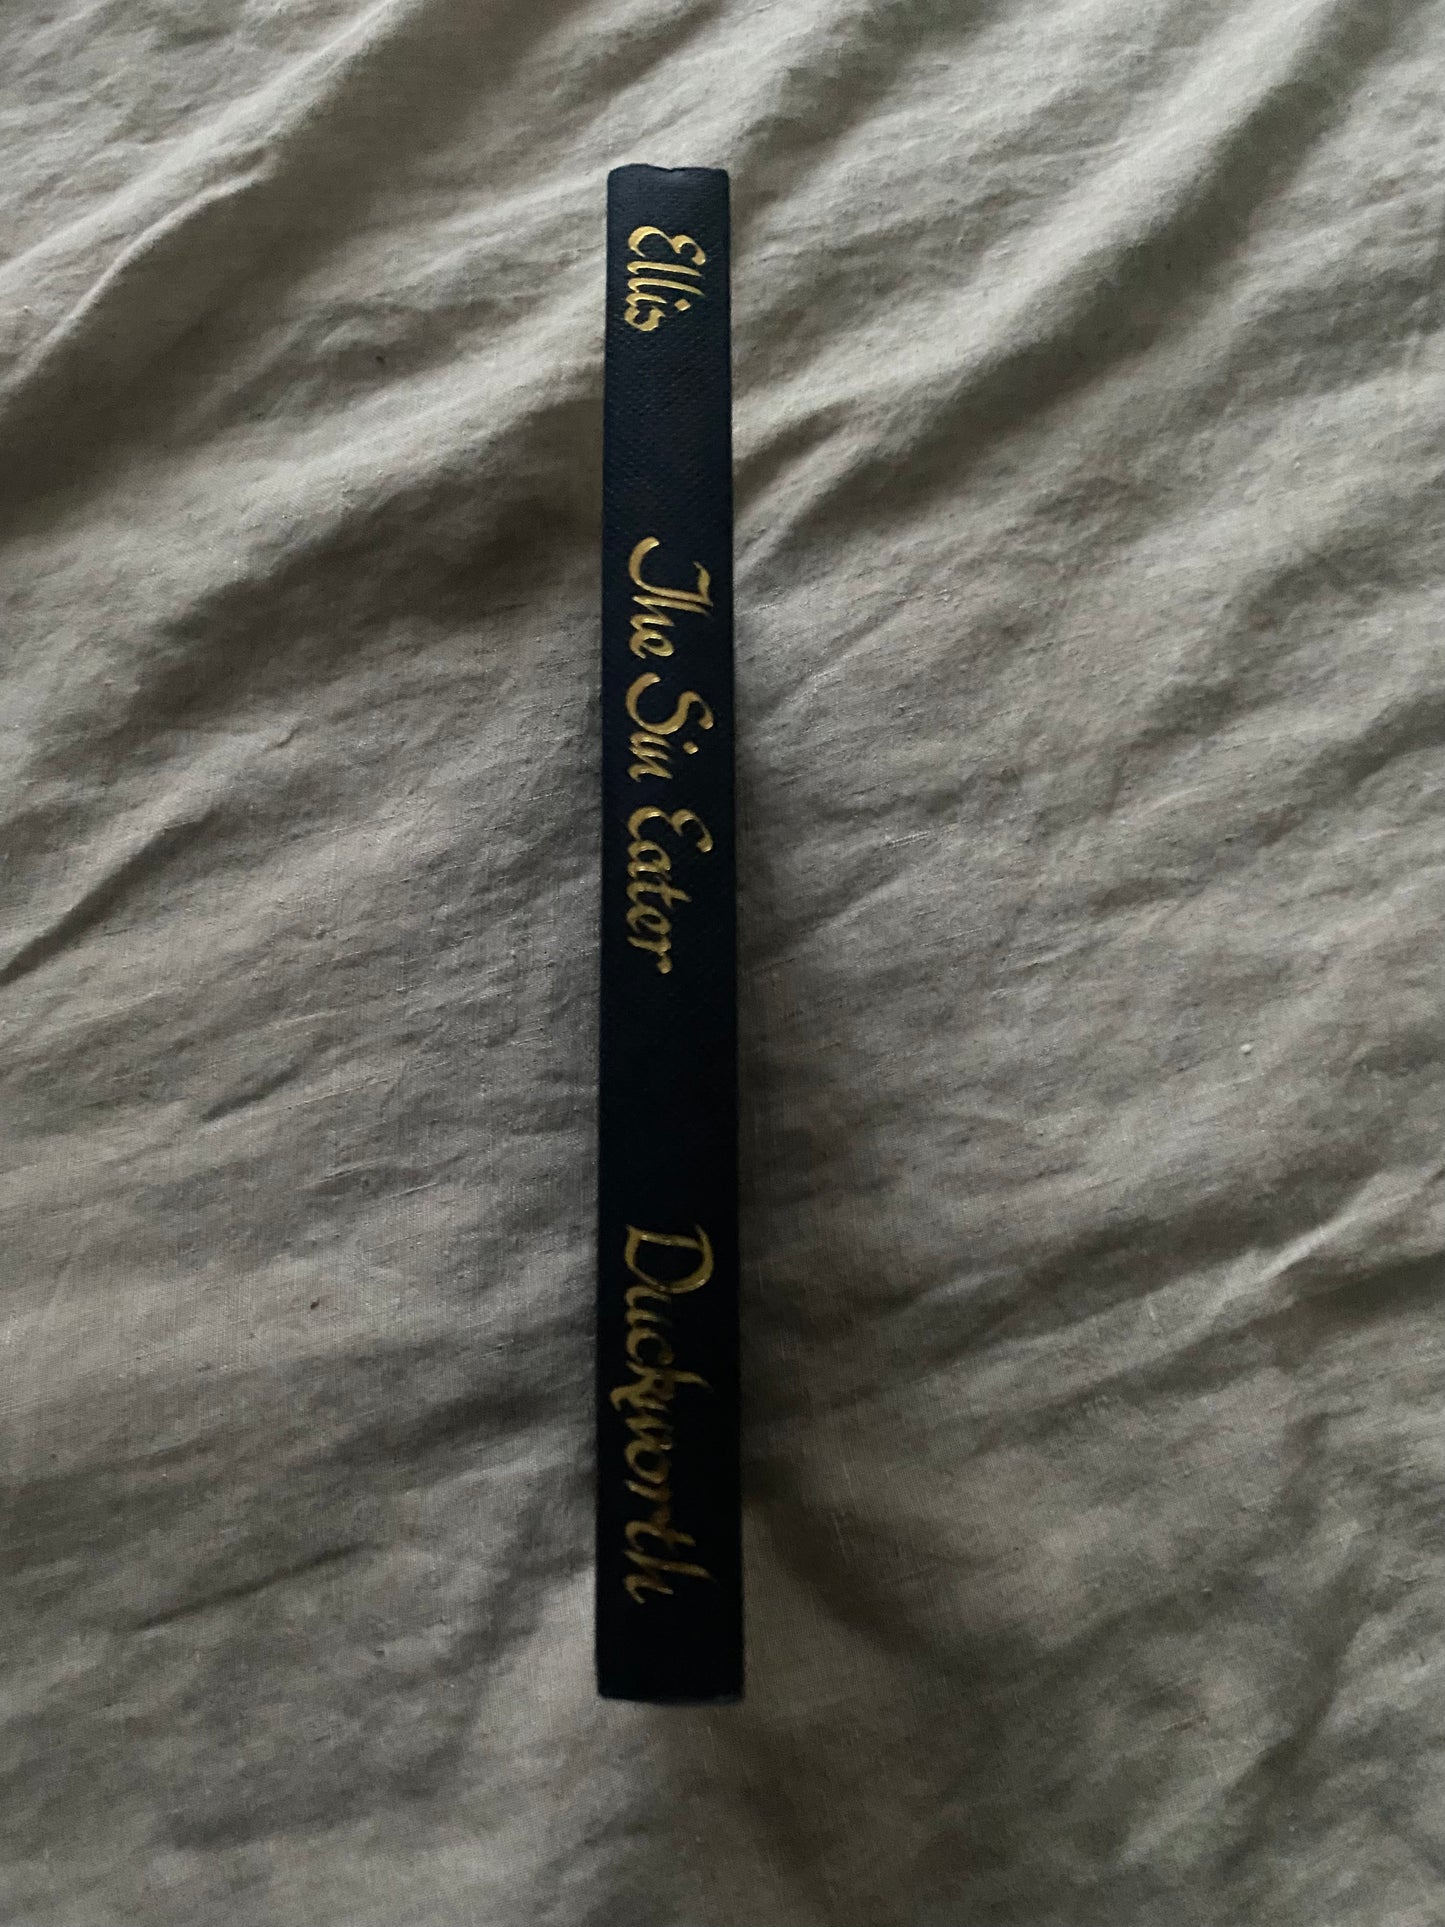 Ellis
The Sin Eater
Duckworth